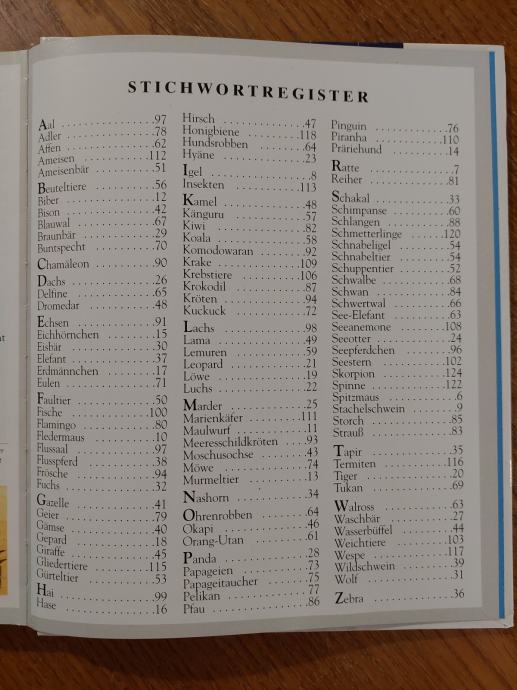 STICHWORTREGISTER
Aal . . . . . . . . . . . . . . . .97
Adler . . . . . . . . . . . . . . .78
Affen . . . . . . . . . . . . . . .62
Ameisen . . . . . . . . . . . .112
Ameisenbär . . . . . . . . . . .51
Beuteltiere . . . . . . . . . . . .56
Biber . . . . . . . . . . . . . . .12
Bison . . . . . . . . . . . . . . .42
Blauwal . . . . . . . . . . . . .67
Braunbär . . . . . . . . . . . .29
Buntspecht . . . . . . . . . . .70
Chamäleon . . . . . . . . . . .90
Dachs . . . . . . . . . . . . . .26
Delfine . . . . . . . . . . . . . .65
Dromedar . . . . . . . . . . . .48
Echsen . . . . . . . . . . . . . .91
Eichhörnchen . . . . . . . . . .15
Eisbär . . . . . . . . . . . . . .30
Elefant . . . . . . . . . . . . . .37
Erdmännchen . . . . . . . . . .17
Eulen . . . . . . . . . . . . . . .71
Faultier . . . . . . . . . . . . . .50
Fische . . . . . . . . . . . . . .100
Flamingo . . . . . . . . . . . .80
Fledermaus . . . . . . . . . . .10
Flussaal . . . . . . . . . . . . .97
Flusspferd . . . . . . . . . . . .38
Frösche . . . . . . . . . . . . .94
Fuchs . . . . . . . . . . . . . . .32
Gazelle . . . . . . . . . . . . . .41
Geier . . . . . . . . . . . . . . .79
Gämse . . . . . . . . . . . . . .40
Gepard . . . . . . . . . . . . . .18
Giraffe . . . . . . . . . . . . . .45
Gliedertiere . . . . . . . . . .115
Gürteltier . . . . . . . . . . . .53
Hai . . . . . . . . . . . . . . . .99
Hase . . . . . . . . . . . . . . .16
Hirsch . . . . . . . . . . . . . .47
Honigbiene . . . . . . . . . .118
Hundsrobben . . . . . . . . . .64
Hyäne . . . . . . . . . . . . . .23
Igel . . . . . . . . . . . . . . . .8
Insekten . . . . . . . . . . . .113
Kamel . . . . . . . . . . . . . .48
Känguru . . . . . . . . . . . . .57
Kiwi . . . . . . . . . . . . . . .82
Koala . . . . . . . . . . . . . . .58
Komodowaran . . . . . . . . .92
Krake . . . . . . . . . . . . . .109
Krebstiere . . . . . . . . . . .106
Krokodil . . . . . . . . . . . . .87
Kröten . . . . . . . . . . . . . .94
Kuckuck . . . . . . . . . . . . .72
Lachs . . . . . . . . . . . . . . .98
Lama . . . . . . . . . . . . . . .49
Lemuren . . . . . . . . . . . . .59
Leopard . . . . . . . . . . . . .21
Löwe . . . . . . . . . . . . . . .19
Luchs . . . . . . . . . . . . . . .22
Marder . . . . . . . . . . . . . .25
Marienkäfer . . . . . . . . . .111
Maulwurf . . . . . . . . . . . .11
Meeresschildkröten . . . . . .93
Moschusochse . . . . . . . . .43
Möwe . . . . . . . . . . . . . .74
Murmeltier . . . . . . . . . . .13
Nashorn . . . . . . . . . . . . .34
Ohrenrobben . . . . . . . . . .64
Okapi . . . . . . . . . . . . . . .46
Orang-Utan . . . . . . . . . . .61
Panda . . . . . . . . . . . . . . .28
Papageien . . . . . . . . . . . .73
Papageitaucher . . . . . . . . .75
Pelikan . . . . . . . . . . . . . .77
Pfau . . . . . . . . . . . . . . . .86
Pinguin . . . . . . . . . . . . . .76
Piranha . . . . . . . . . . . . .110
Präriehund . . . . . . . . . . .14
Ratte . . . . . . . . . . . . . . .7
Reiher . . . . . . . . . . . . . .81
Schakal . . . . . . . . . . . . . .33
Schimpanse . . . . . . . . . . .60
Schlangen . . . . . . . . . . . .88
Schmetterlinge . . . . . . . .120
Schnabeligel . . . . . . . . . . .54
Schnabeltier . . . . . . . . . . .54
Schuppentier . . . . . . . . . .52
Schwalbe . . . . . . . . . . . . .68
Schwan . . . . . . . . . . . . . .84
Schwertwal . . . . . . . . . . .66
See-Elefant . . . . . . . . . . .63
Seeanemone . . . . . . . . . .108
Seeotter . . . . . . . . . . . . .24
Seepferdchen . . . . . . . . . .96
Seestern . . . . . . . . . . . .102
Skorpion . . . . . . . . . . . .124
Spinne . . . . . . . . . . . . .122
Spitzmaus . . . . . . . . . . . .6
Stachelschwein . . . . . . . . .9
Storch . . . . . . . . . . . . . .85
Strauß . . . . . . . . . . . . . .83
Tapir . . . . . . . . . . . . . . .35
Termiten . . . . . . . . . . . .116
Tiger . . . . . . . . . . . . . . .20
Tukan . . . . . . . . . . . . . .69
Walross . . . . . . . . . . . . .63
Waschbär . . . . . . . . . . . .27
Wasserbüffel . . . . . . . . . .44
Weichtiere . . . . . . . . . .103
Wespe . . . . . . . . . . . . .117
Wildschwein . . . . . . . . . .39
Wolf . . . . . . . . . . . . . . .31
Zebra . . . . . . . . . . . . . . .36